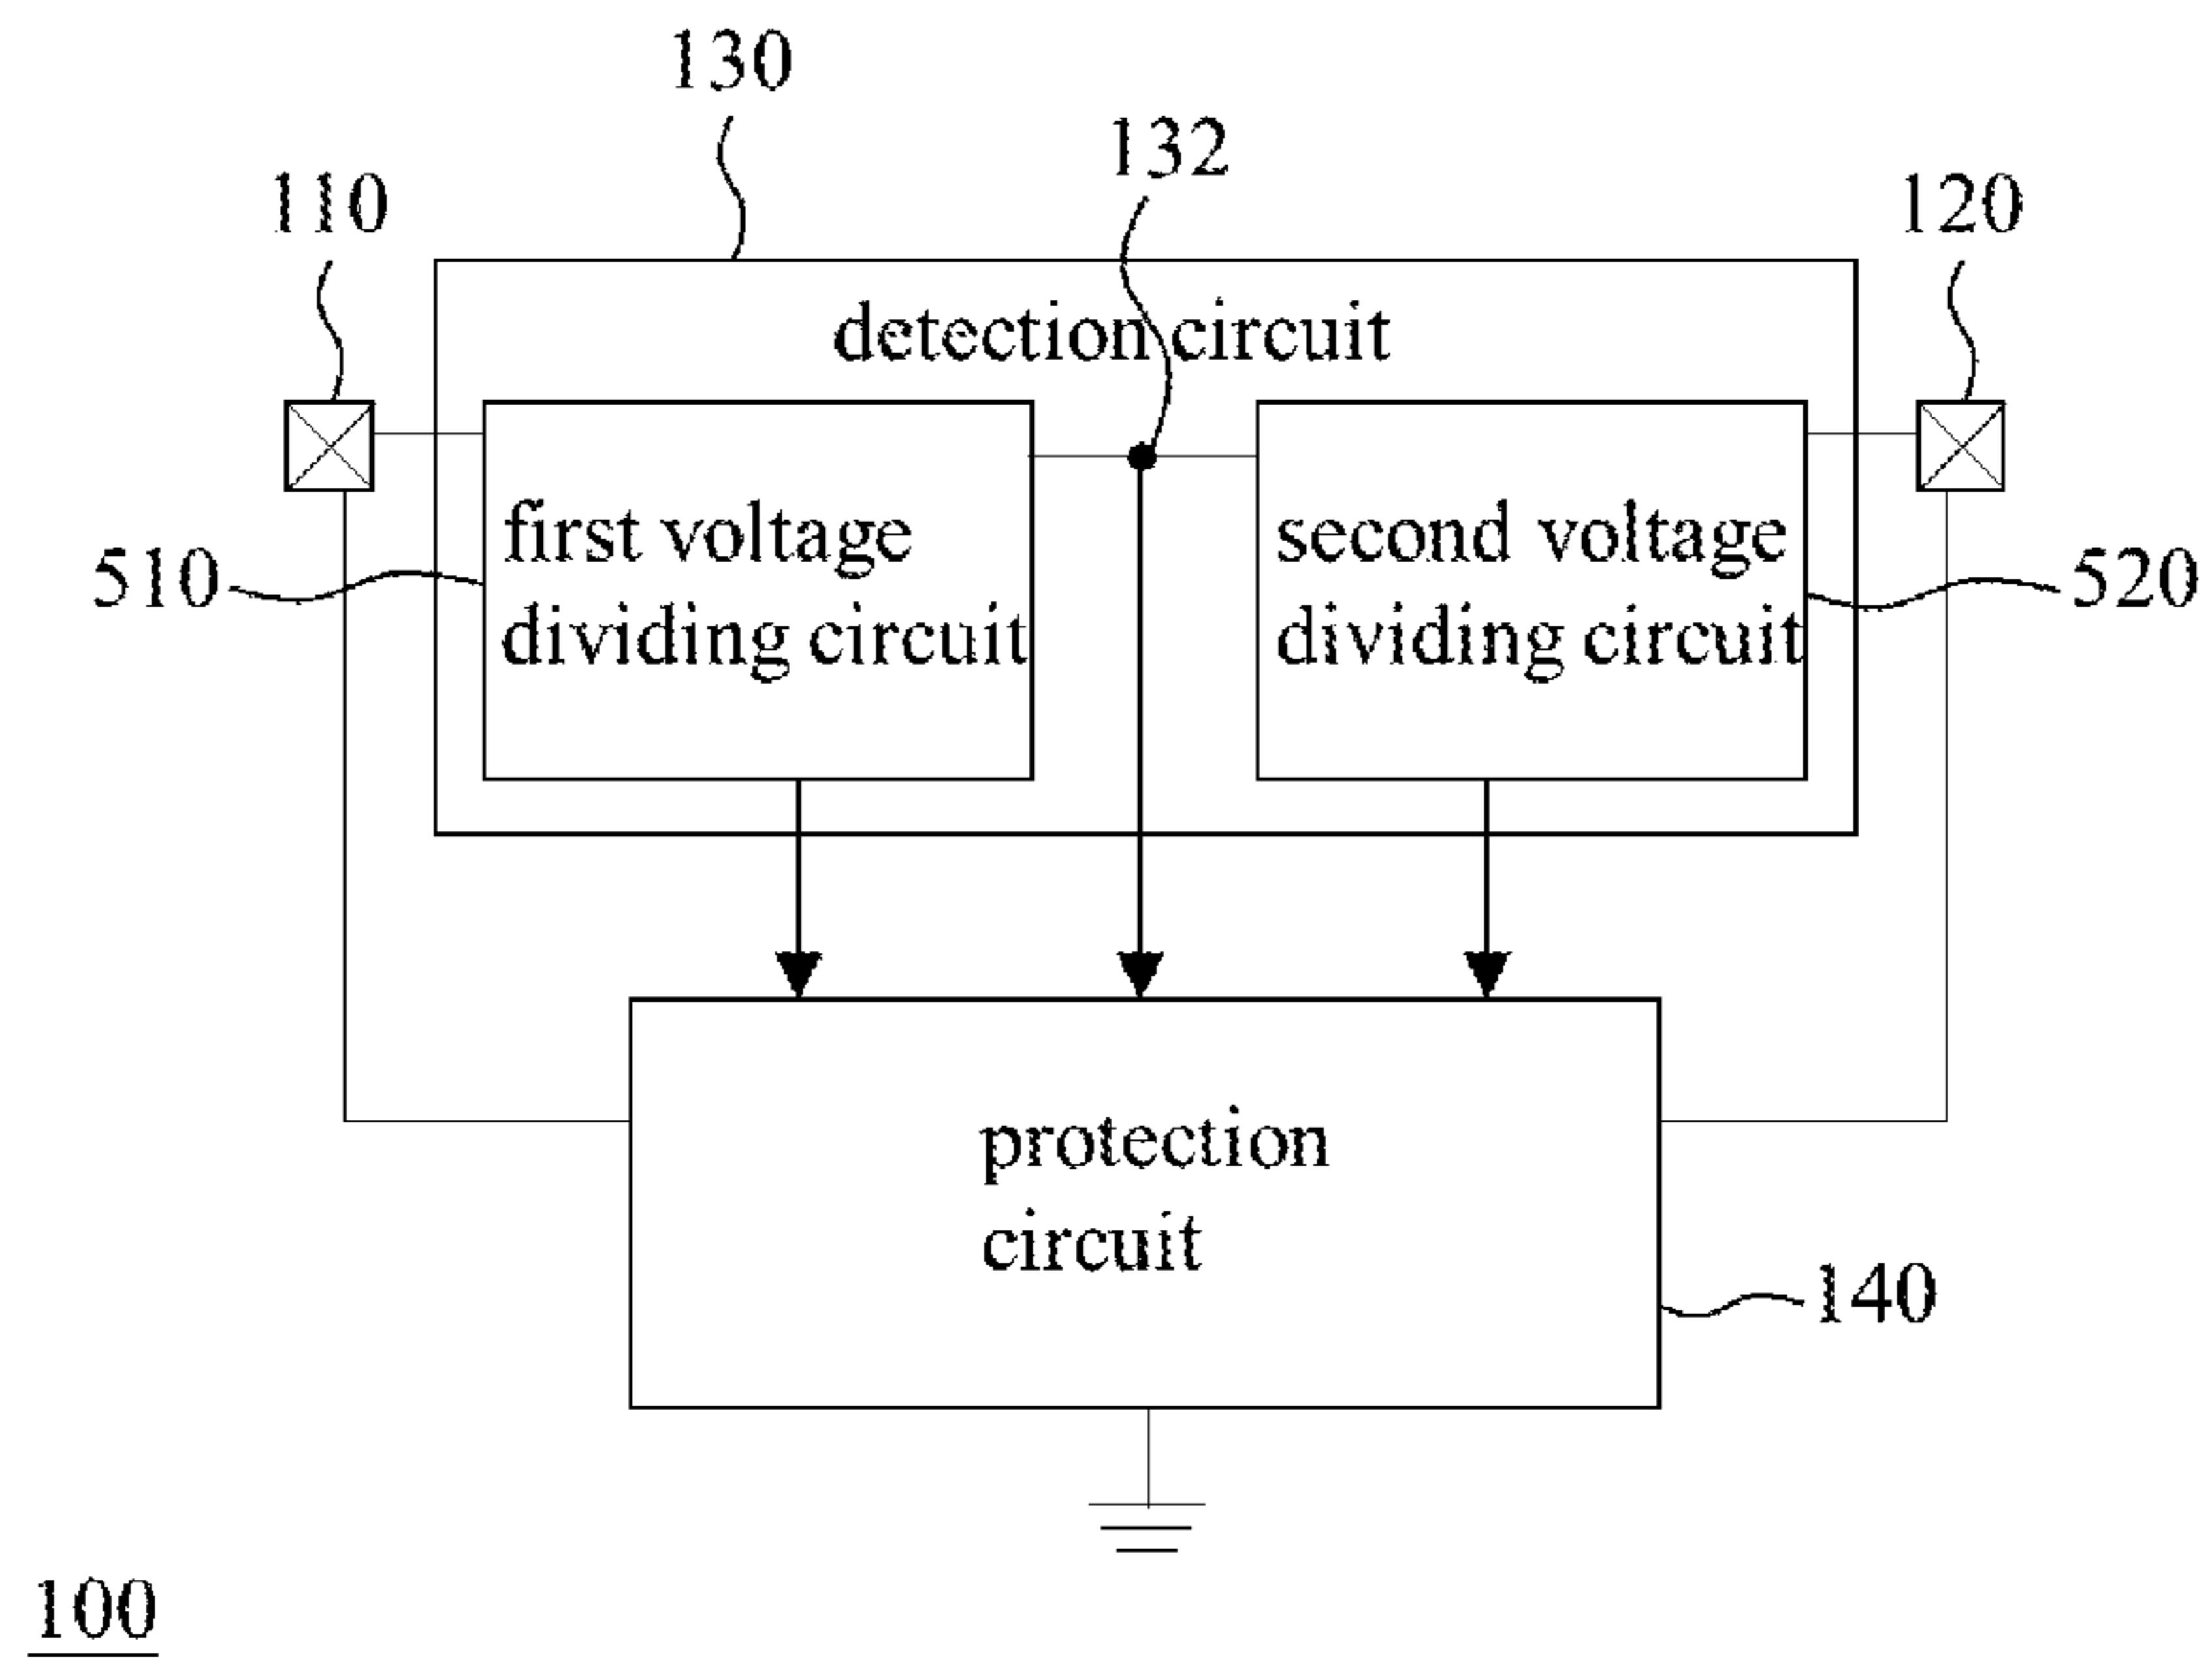 130
132
110
120
detection circuit
first voltage
dividing circuit
second voltage
dividing circuit
510
520
protection
circuit
140
100